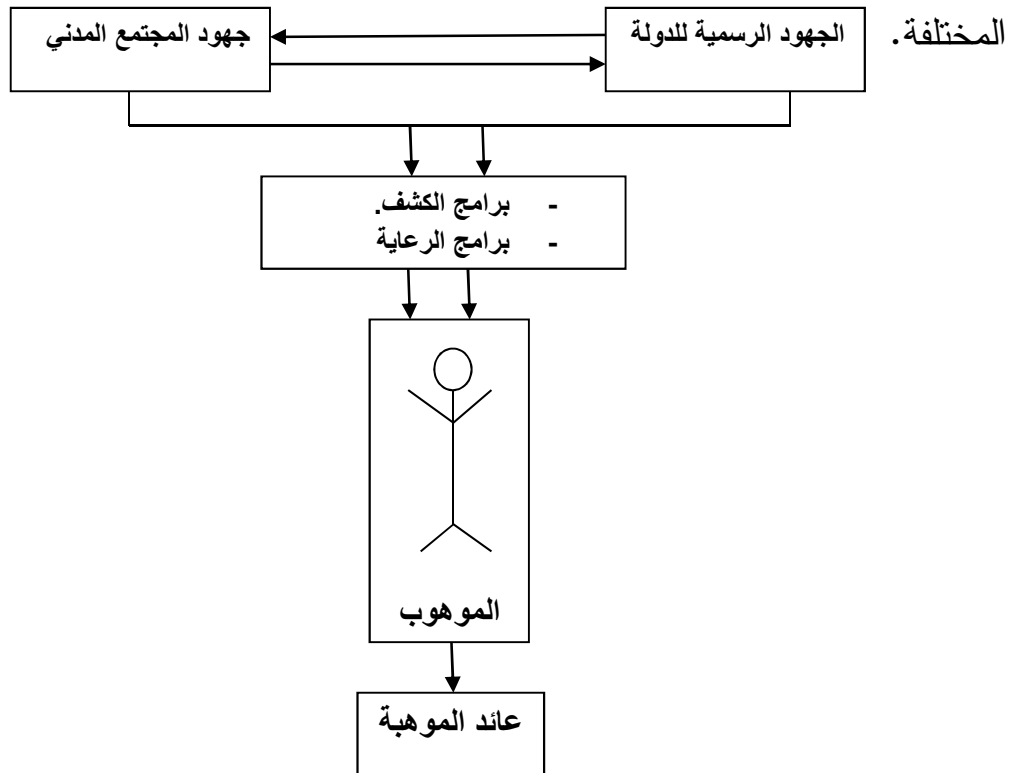 المختلفة.
الجهود الرسمية للدولة
جهود المجتمع المدني
- برامج الكشف.
- برامج الرعاية
الموهوب
عائد الموهبة